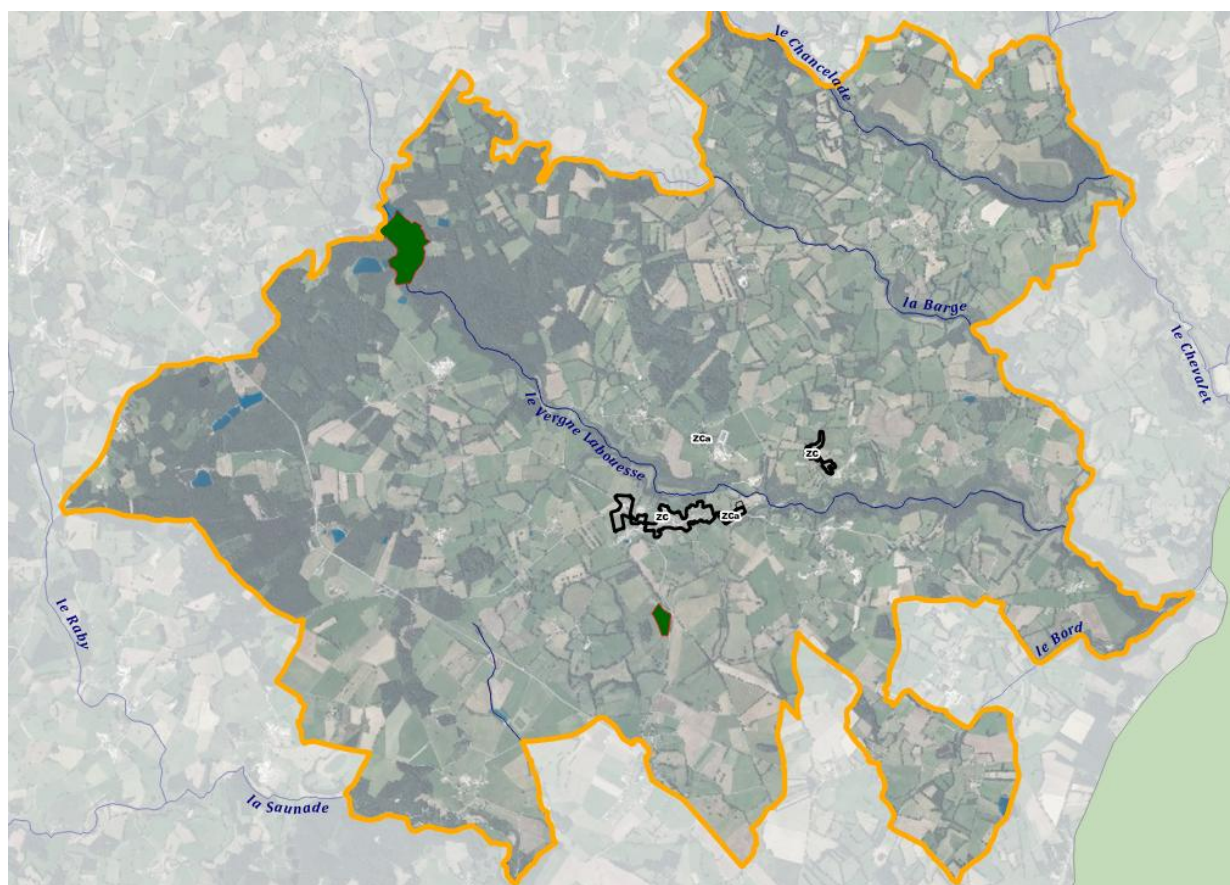 le Chancelade
la Barge
le Chevalet
le Vergne Labouesse
ZCa
ZC
ZC
ZCa
le Raby
le Bord
la Saunade